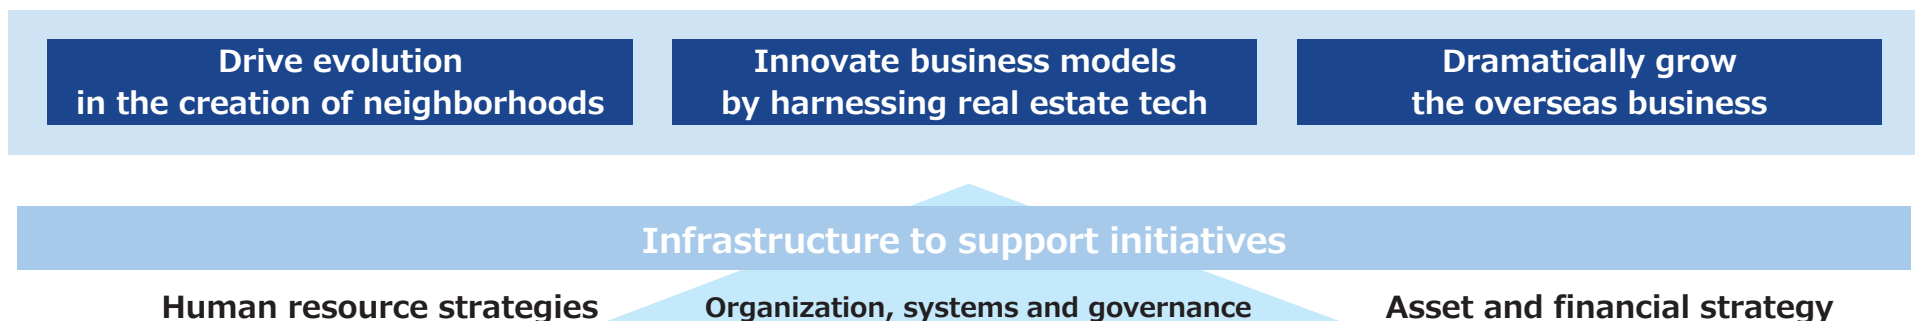 Drive evolution
in the creation of neighborhoods
Innovate business models
by harnessing real estate tech
Dramatically grow
the overseas business
Infrastructure to support initiatives
Human resource strategies
Organization, systems and governance
Asset and financial strategy